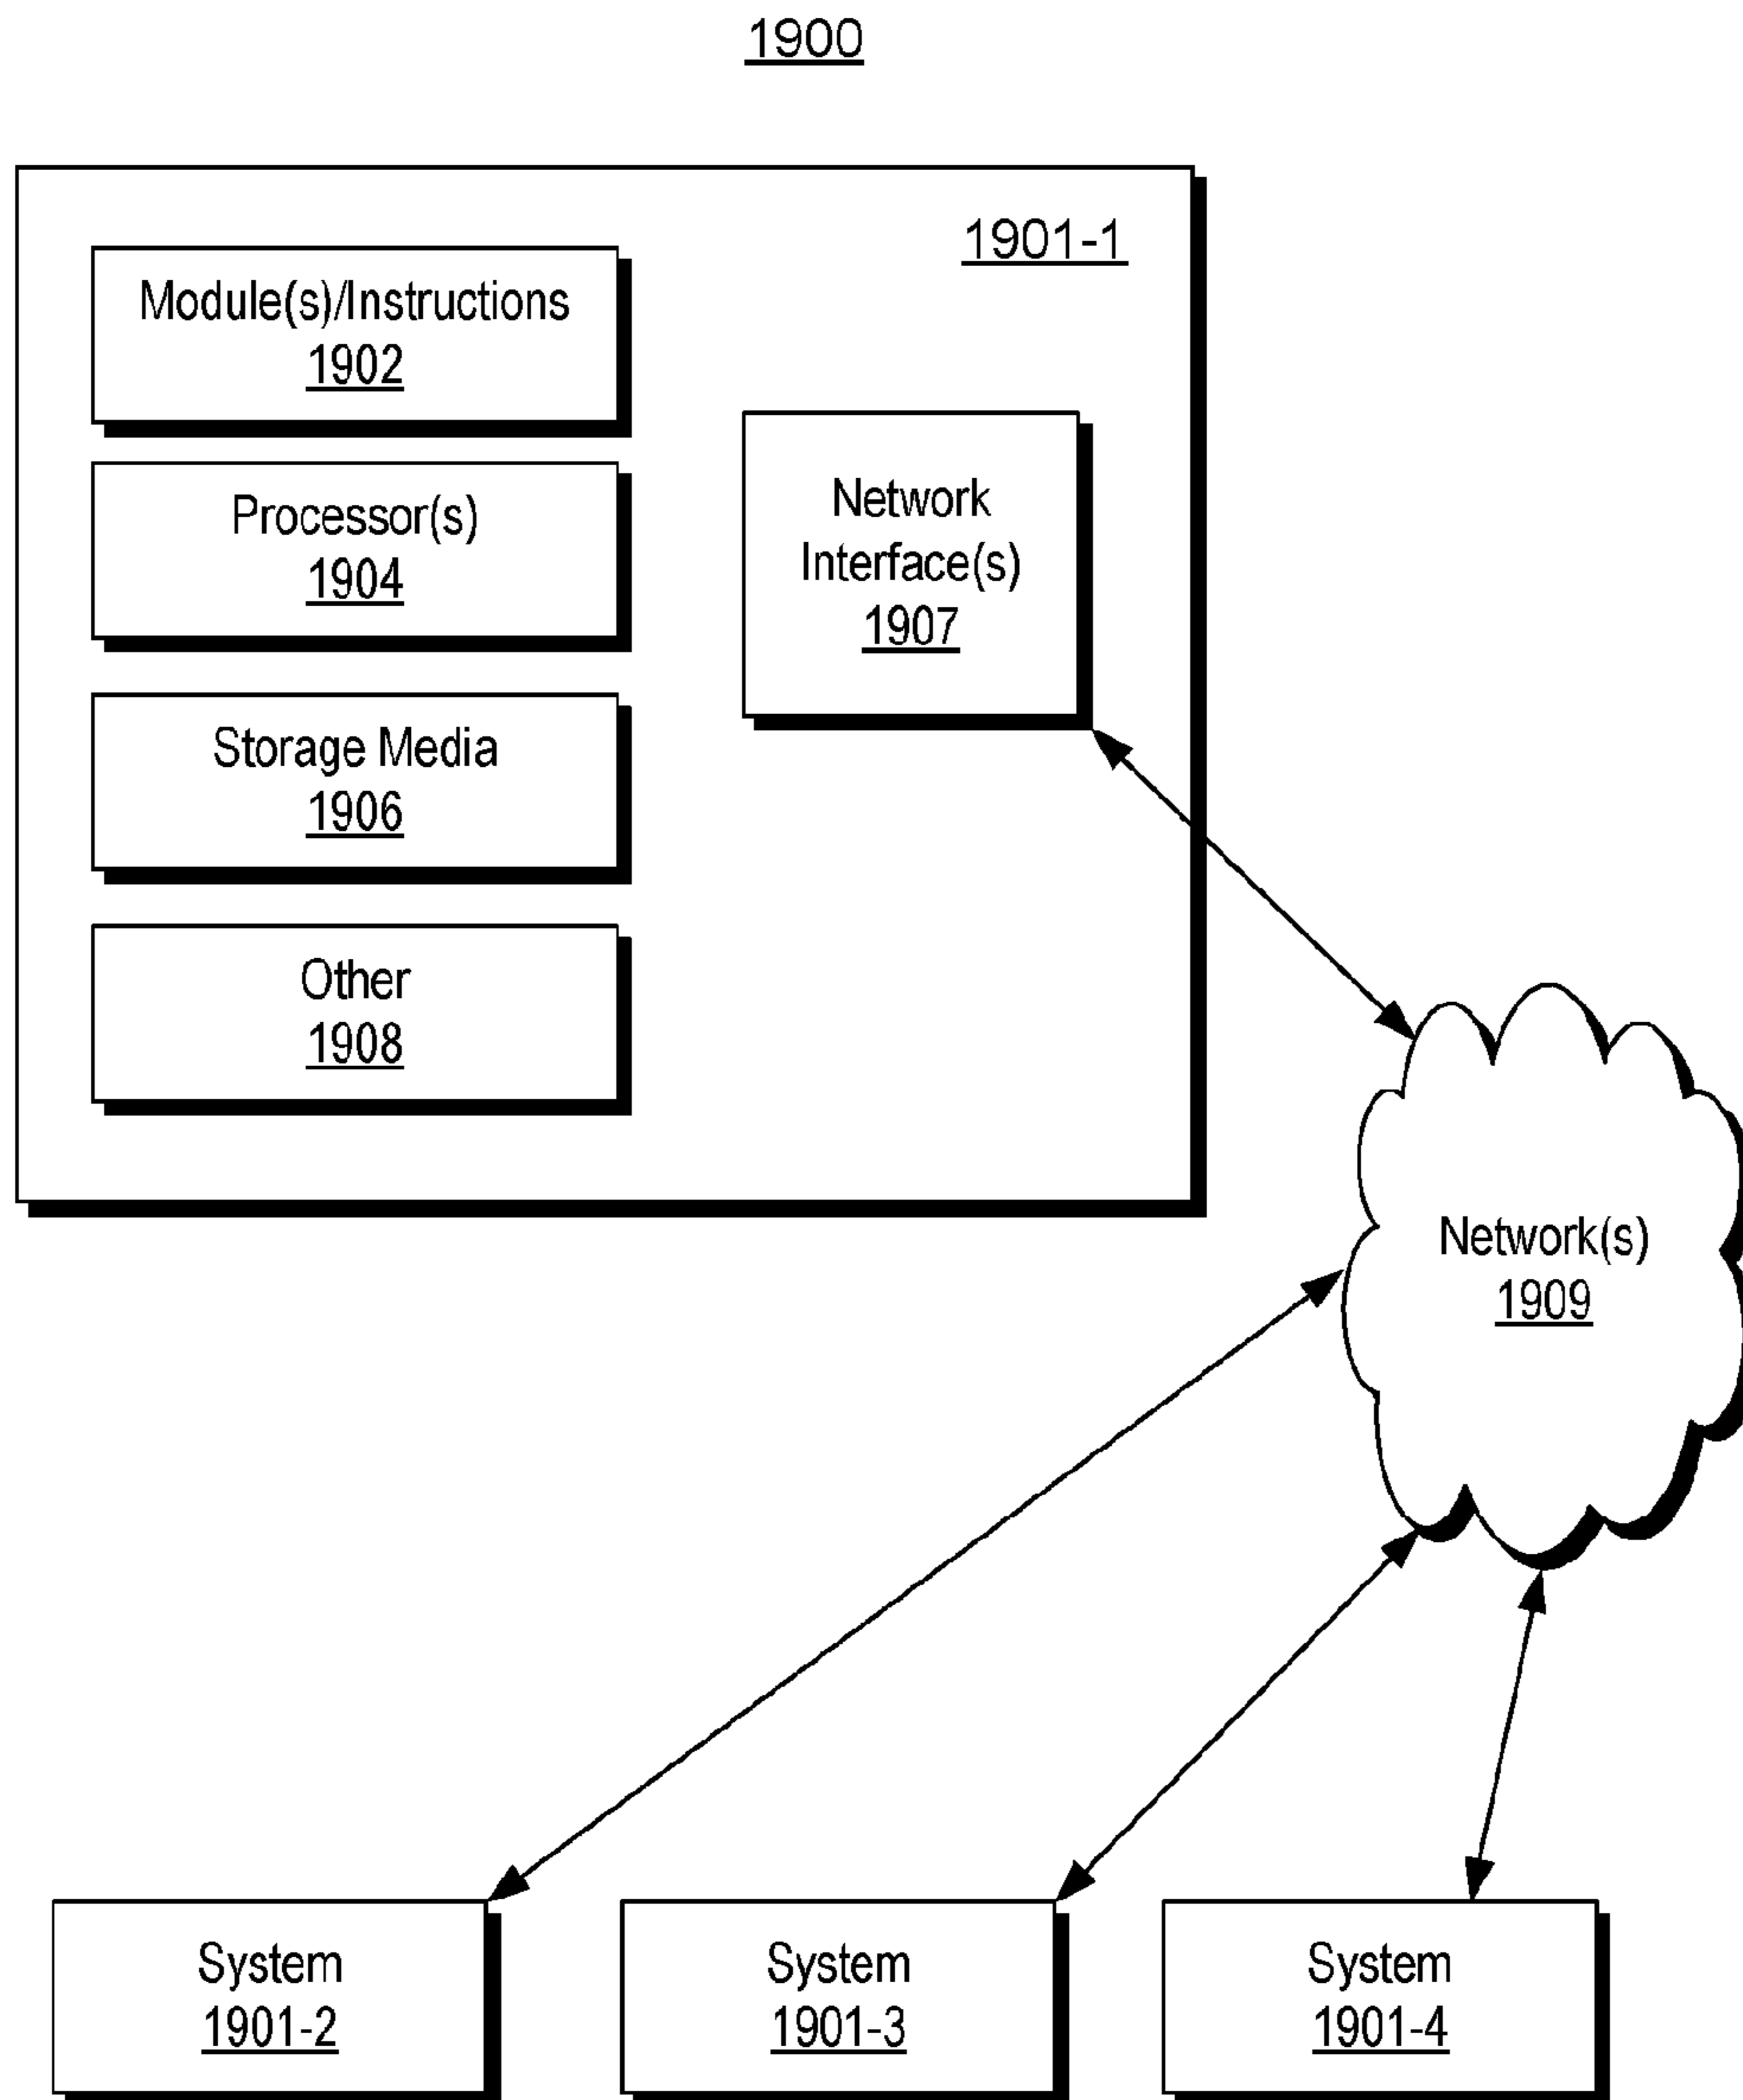 1900
1901-1
Module(s)/Instructions
1902
Processor(s)
1904
Storage Media
1906
Other
1908
Network
Interface(s)
1907
Network(s)
1909
System
1901-2
System
1901-3
System
1901-4